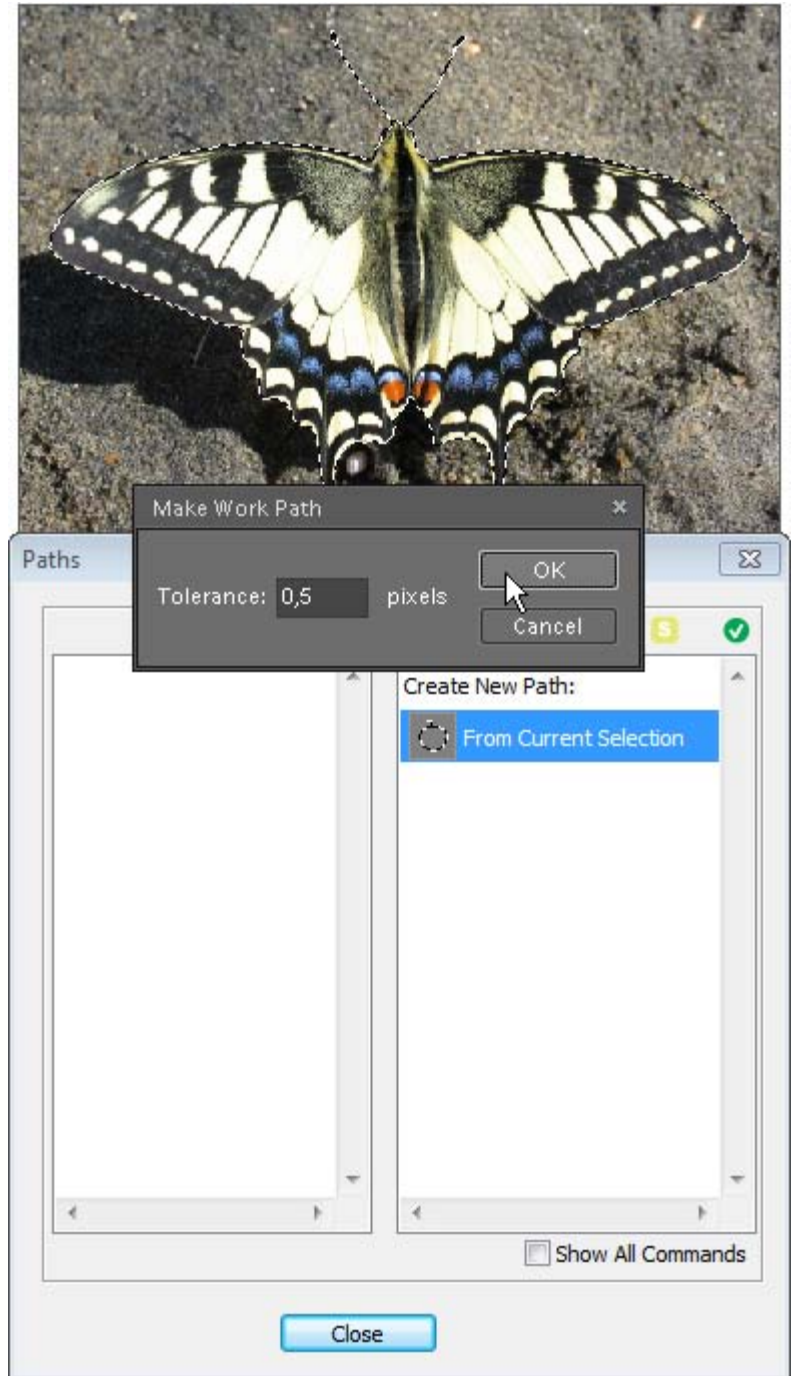 Make Work Path
Tolerance: 0,5 pixels
OK
Cancel
Paths
S
Create New Path:
From Current Selection
Show All Commands
Close